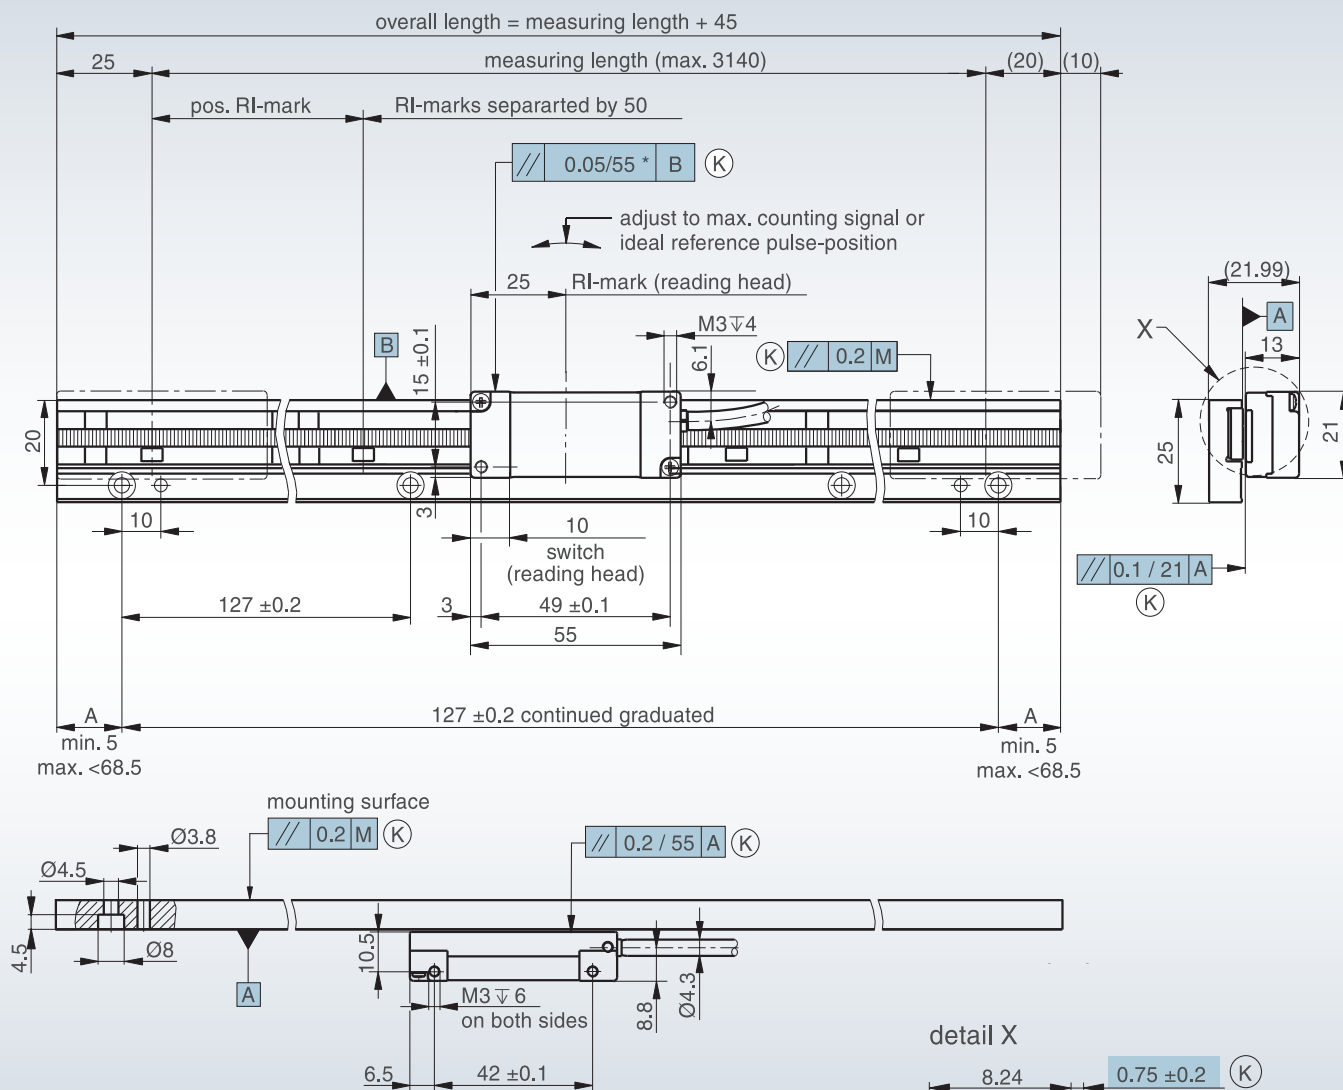 overall length = measuring length + 45
25
measuring length (max. 3140)
(20)
(10)
pos. RI-mark
RI-marks separarted by 50
// 0.05/55 * B K
adjust to max. counting signal or
ideal reference pulse-position
25
RI-mark (reading head)
(21.99)
A
X
13
B
15 ±0.1
M3↧4
6.1
K // 0.2 M
20
25
21
3
10
10
switch
(reading head)
10
// 0.1 / 21 A
K
127 ±0.2
3
49 ±0.1
55
A
127 ±0.2 continued graduated
A
min. 5
max. <68.5
min. 5
max. <68.5
mounting surface
// 0.2 M K
Ø3.8
// 0.2 / 55 A K
Ø4.5
4.5
Ø8
A
10.5
M3↧6
on both sides
8.8
Ø4.3
6.5
42 ±0.1
detail X
8.24
0.75 ±0.2 K